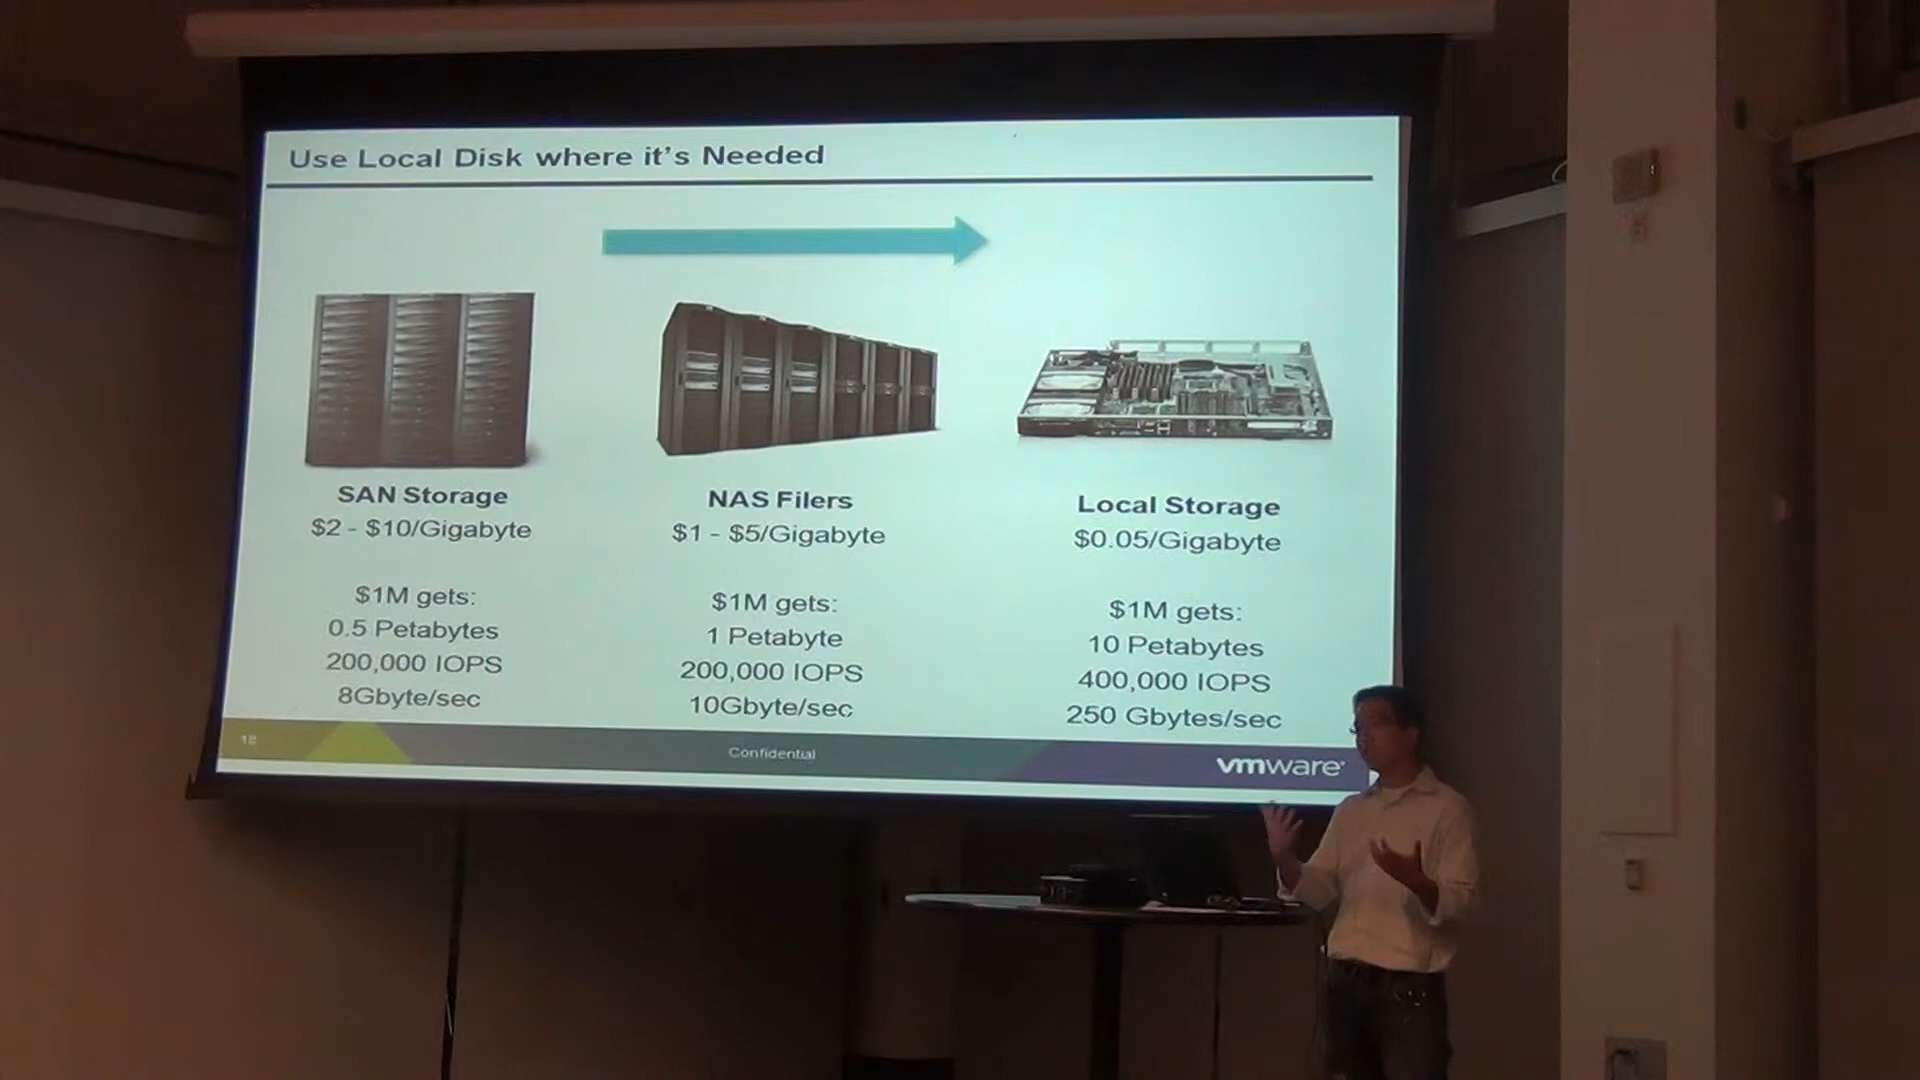 Use Local Disk where it's Needed
SAN Storage
$2 - $10/Gigabyte
$1M gets:
0.5 Petabytes
200,000 IOPS
8Gbyte/sec
NAS Filers
$1 - $5/Gigabyte
$1M gets:
1 Petabyte
200,000 IOPS
10Gbyte/sec
Local Storage
$0.05/Gigabyte
$1M gets:
10 Petabytes
400,000 IOPS
250 Gbytes/sec
Confidential
vmware